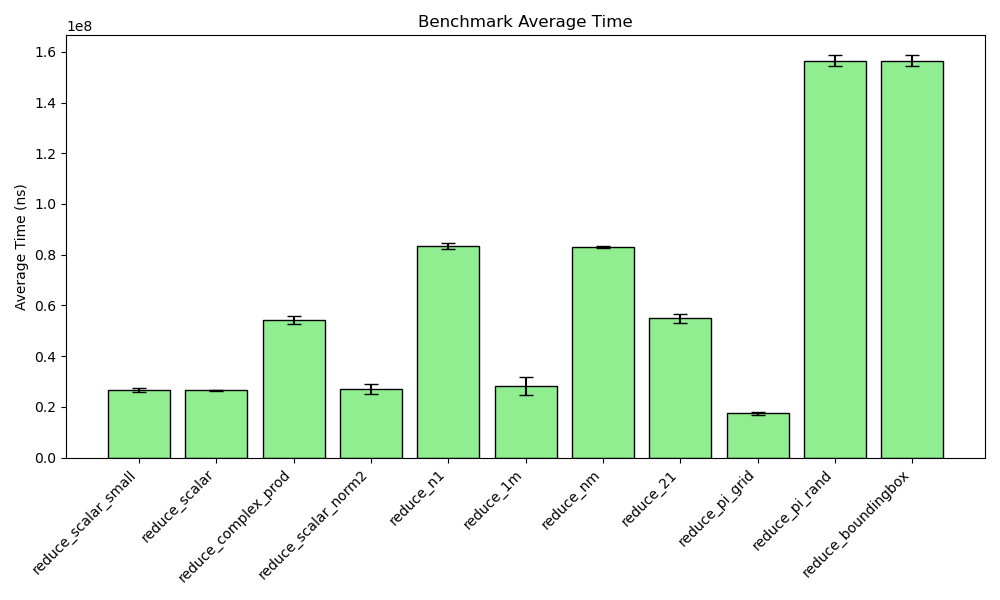 Benchmark Average Time
1e8
Average Time (ns)
1.6
1.4
1.2
1.0
0.8
0.6
0.4
0.2
0.0
reduce_scalar_small
reduce_scalar
reduce_complex_prod
reduce_scalar_norm2
reduce_n1
reduce_1m
reduce_nm
reduce_21
reduce_pi_grid
reduce_pi_rand
reduce_boundingbox